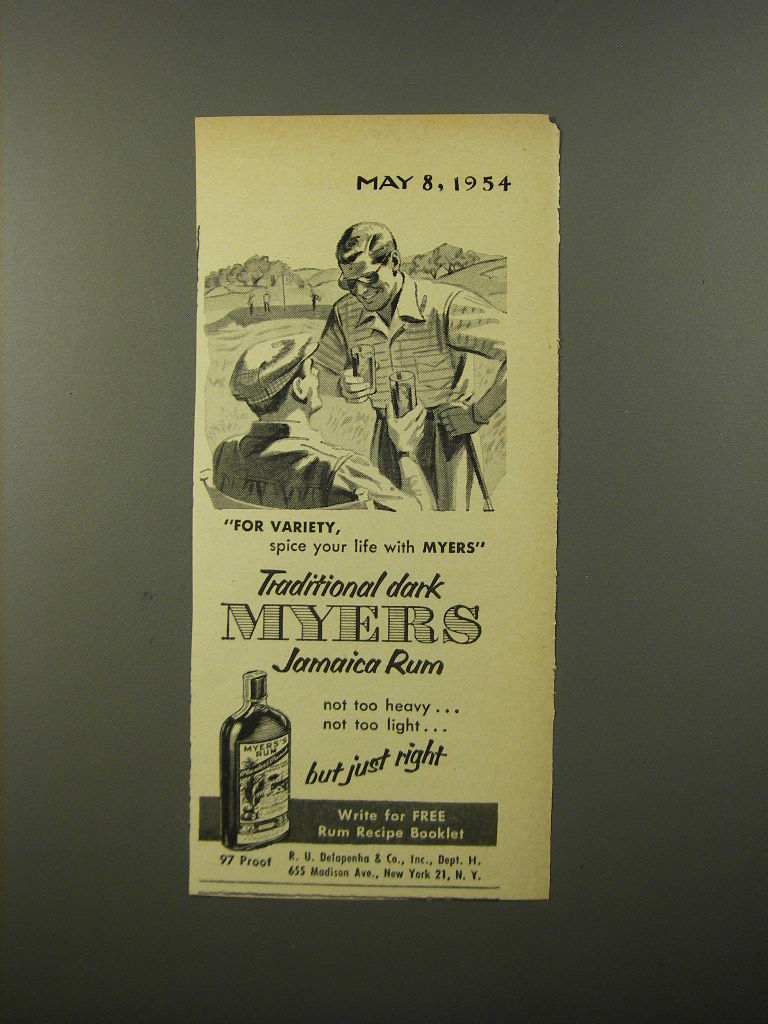 MAY 8, 1954
"FOR VARIETY,
spice your life with MYERS"
Traditional dark
MYERS
Jamaica Rum
not too heavy...
not too light...
but just right
MYERS'S
RUM
Write for FREE
Rum Recipe Booklet
97 Proof
R. U. Delapenha & Co., Inc., Dept. H,
655 Madison Ave., New York 21, N. Y.